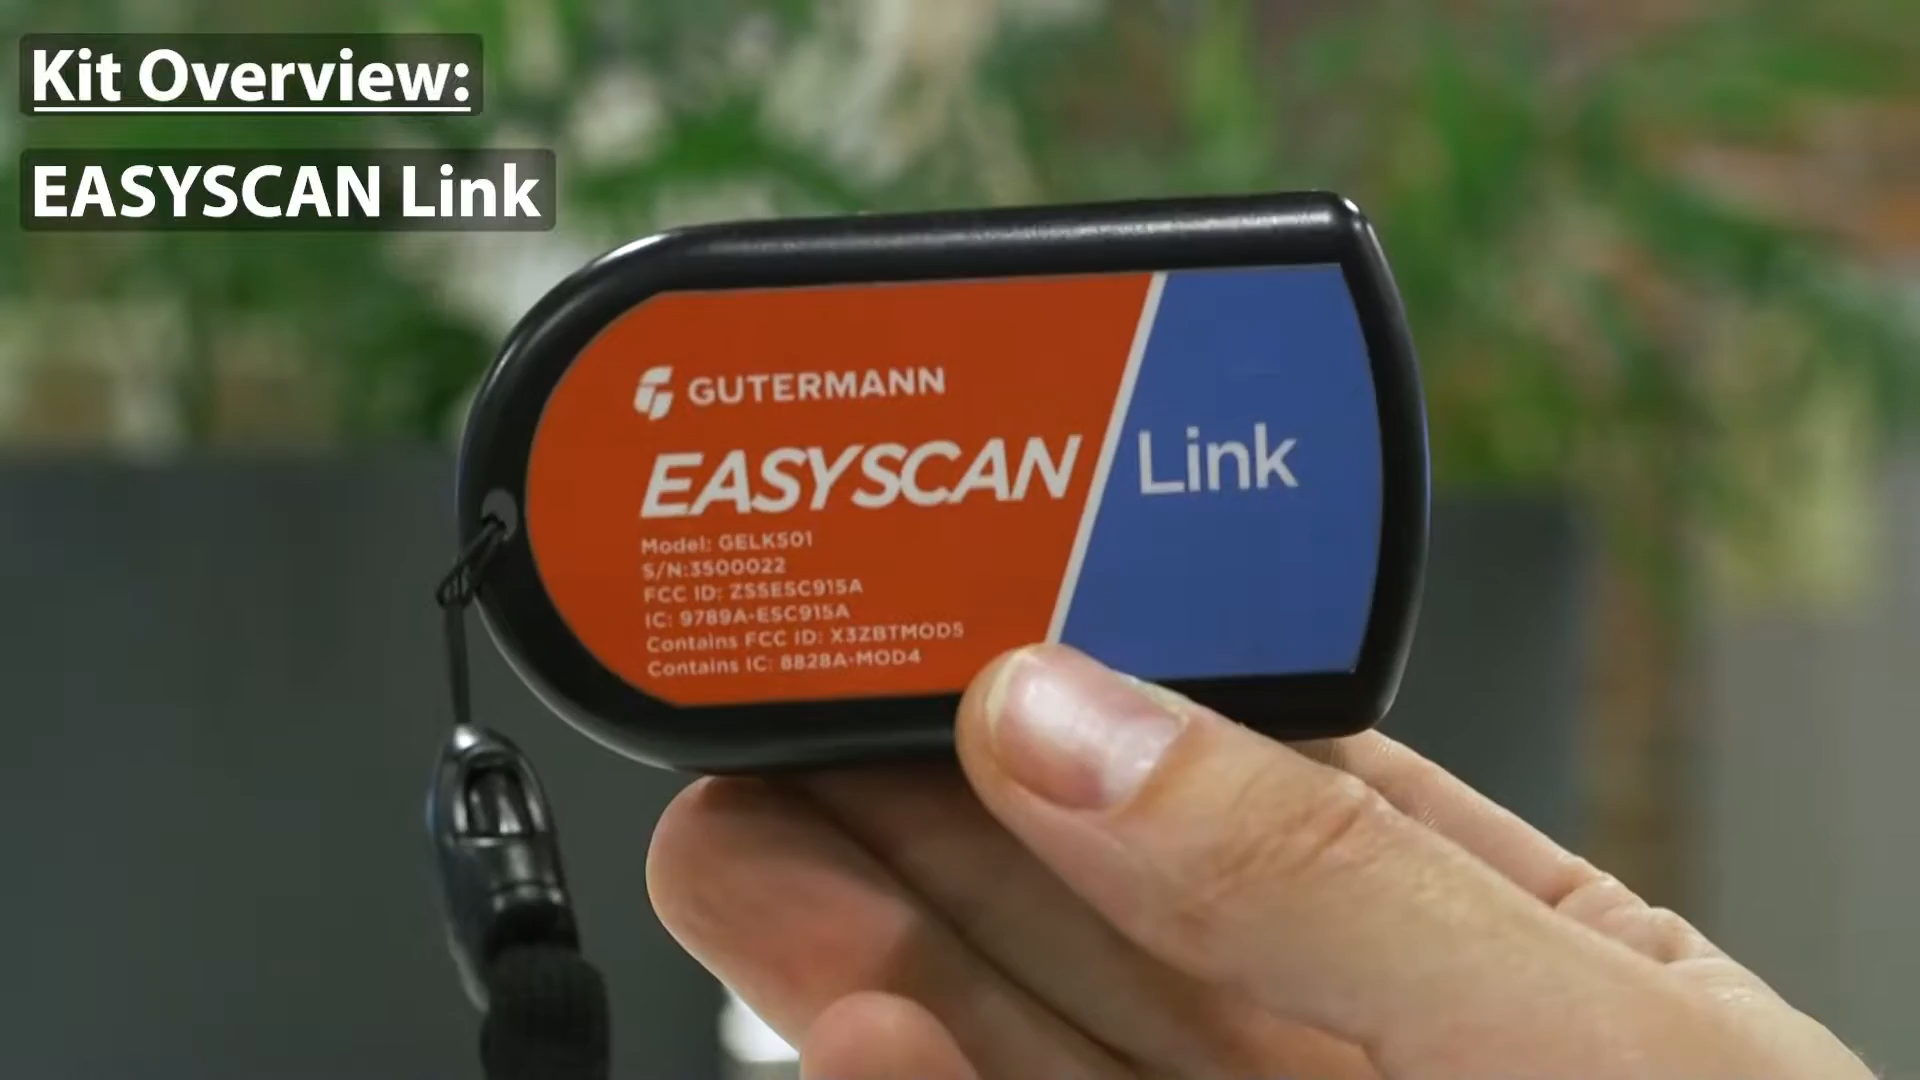 Kit Overview:
EASYSCAN Link
GUTERMANN
EASYSCAN Link
Model: GELK501
S/N:3500022
FCC ID: ZSSESC915A
IC: 9789A-ESC915A
Contains FCC ID: X3ZBTMOD5
Contains IC: 8828A-MOD4